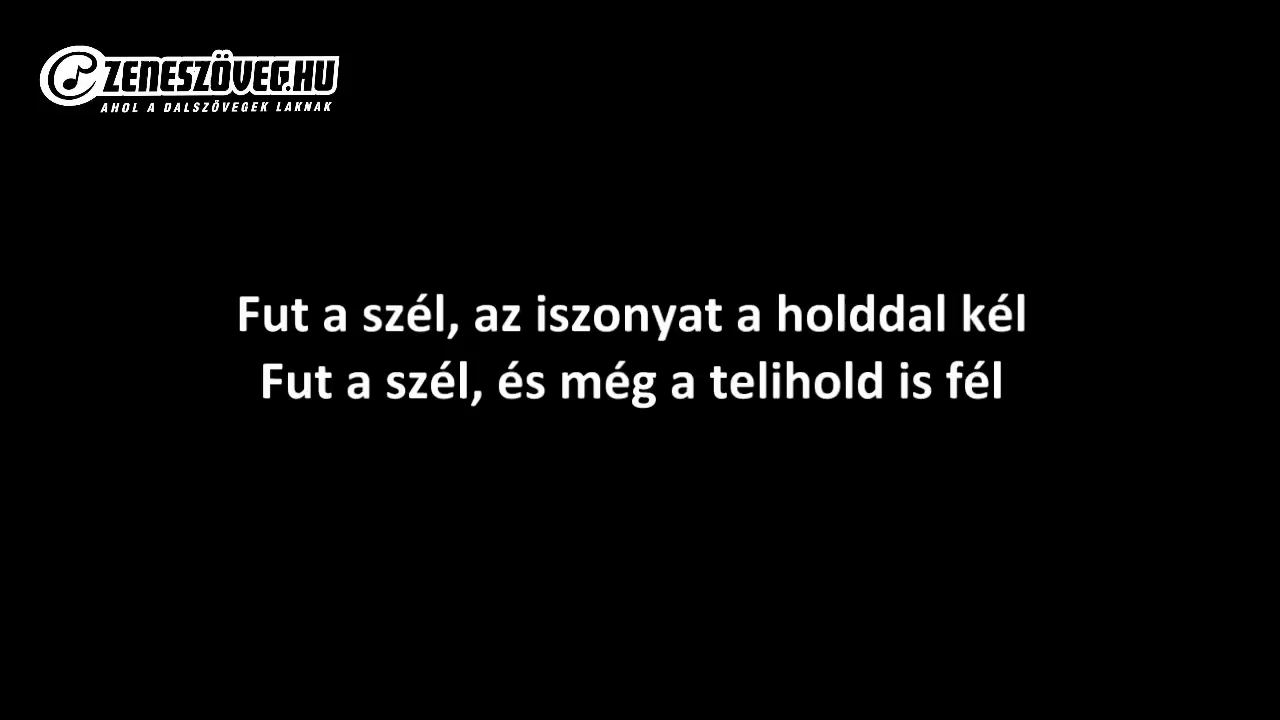 ZENESZÖVEG.HU
AHOL A DALSZÖVEGEK LAKNAK
Fut a szél, az iszonyat a holddal kél
Fut a szél, és még a telihold is fél